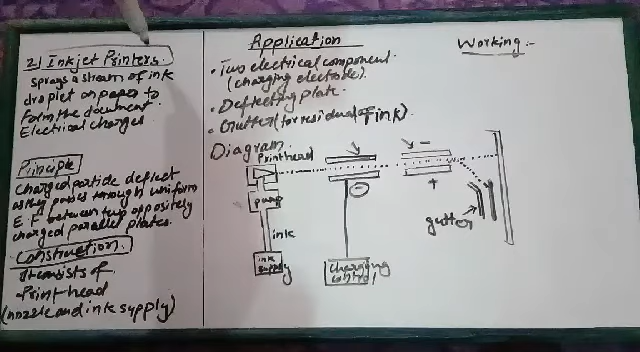 2) Inkjet Printers:
Sprays a stream of ink
droplet on paper to
form the document.
Electrical charges
Principle
Charged particle deflect
as they passes through uniform
E.F between two oppositely
charged parallel plates.
Construction:
It consists of
Print head
(nozzle and ink supply)
Application
• Two electrical component.
(charging electode).
• Deflecting plate.
• Gutter (for residual of ink).
Diagram.
Printhead
pump
ink
ink
supply
−
charging
control
−
+
gutter
Working:-